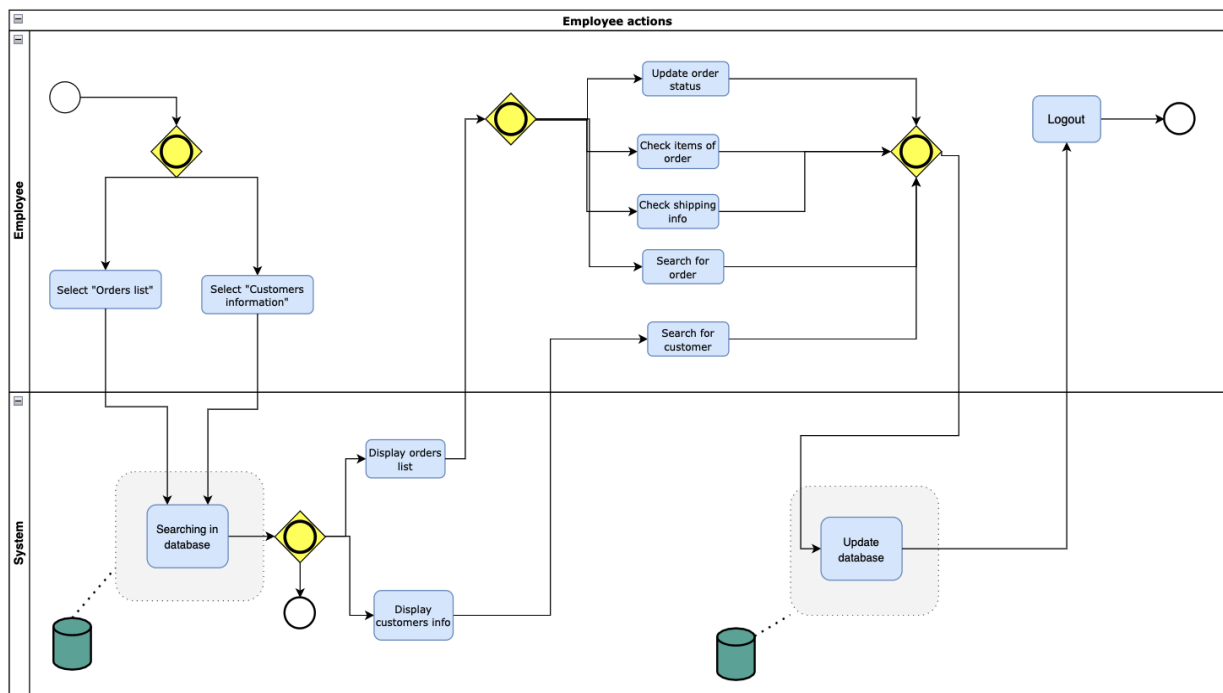 Employee actions
Employee
Update order
status
Logout
Check items of
order
Check shipping
info
Search for
order
Select "Orders list"
Select "Customers
information"
Search for
customer
System
Display orders
list
Searching in
database
Update
database
Display
customers info